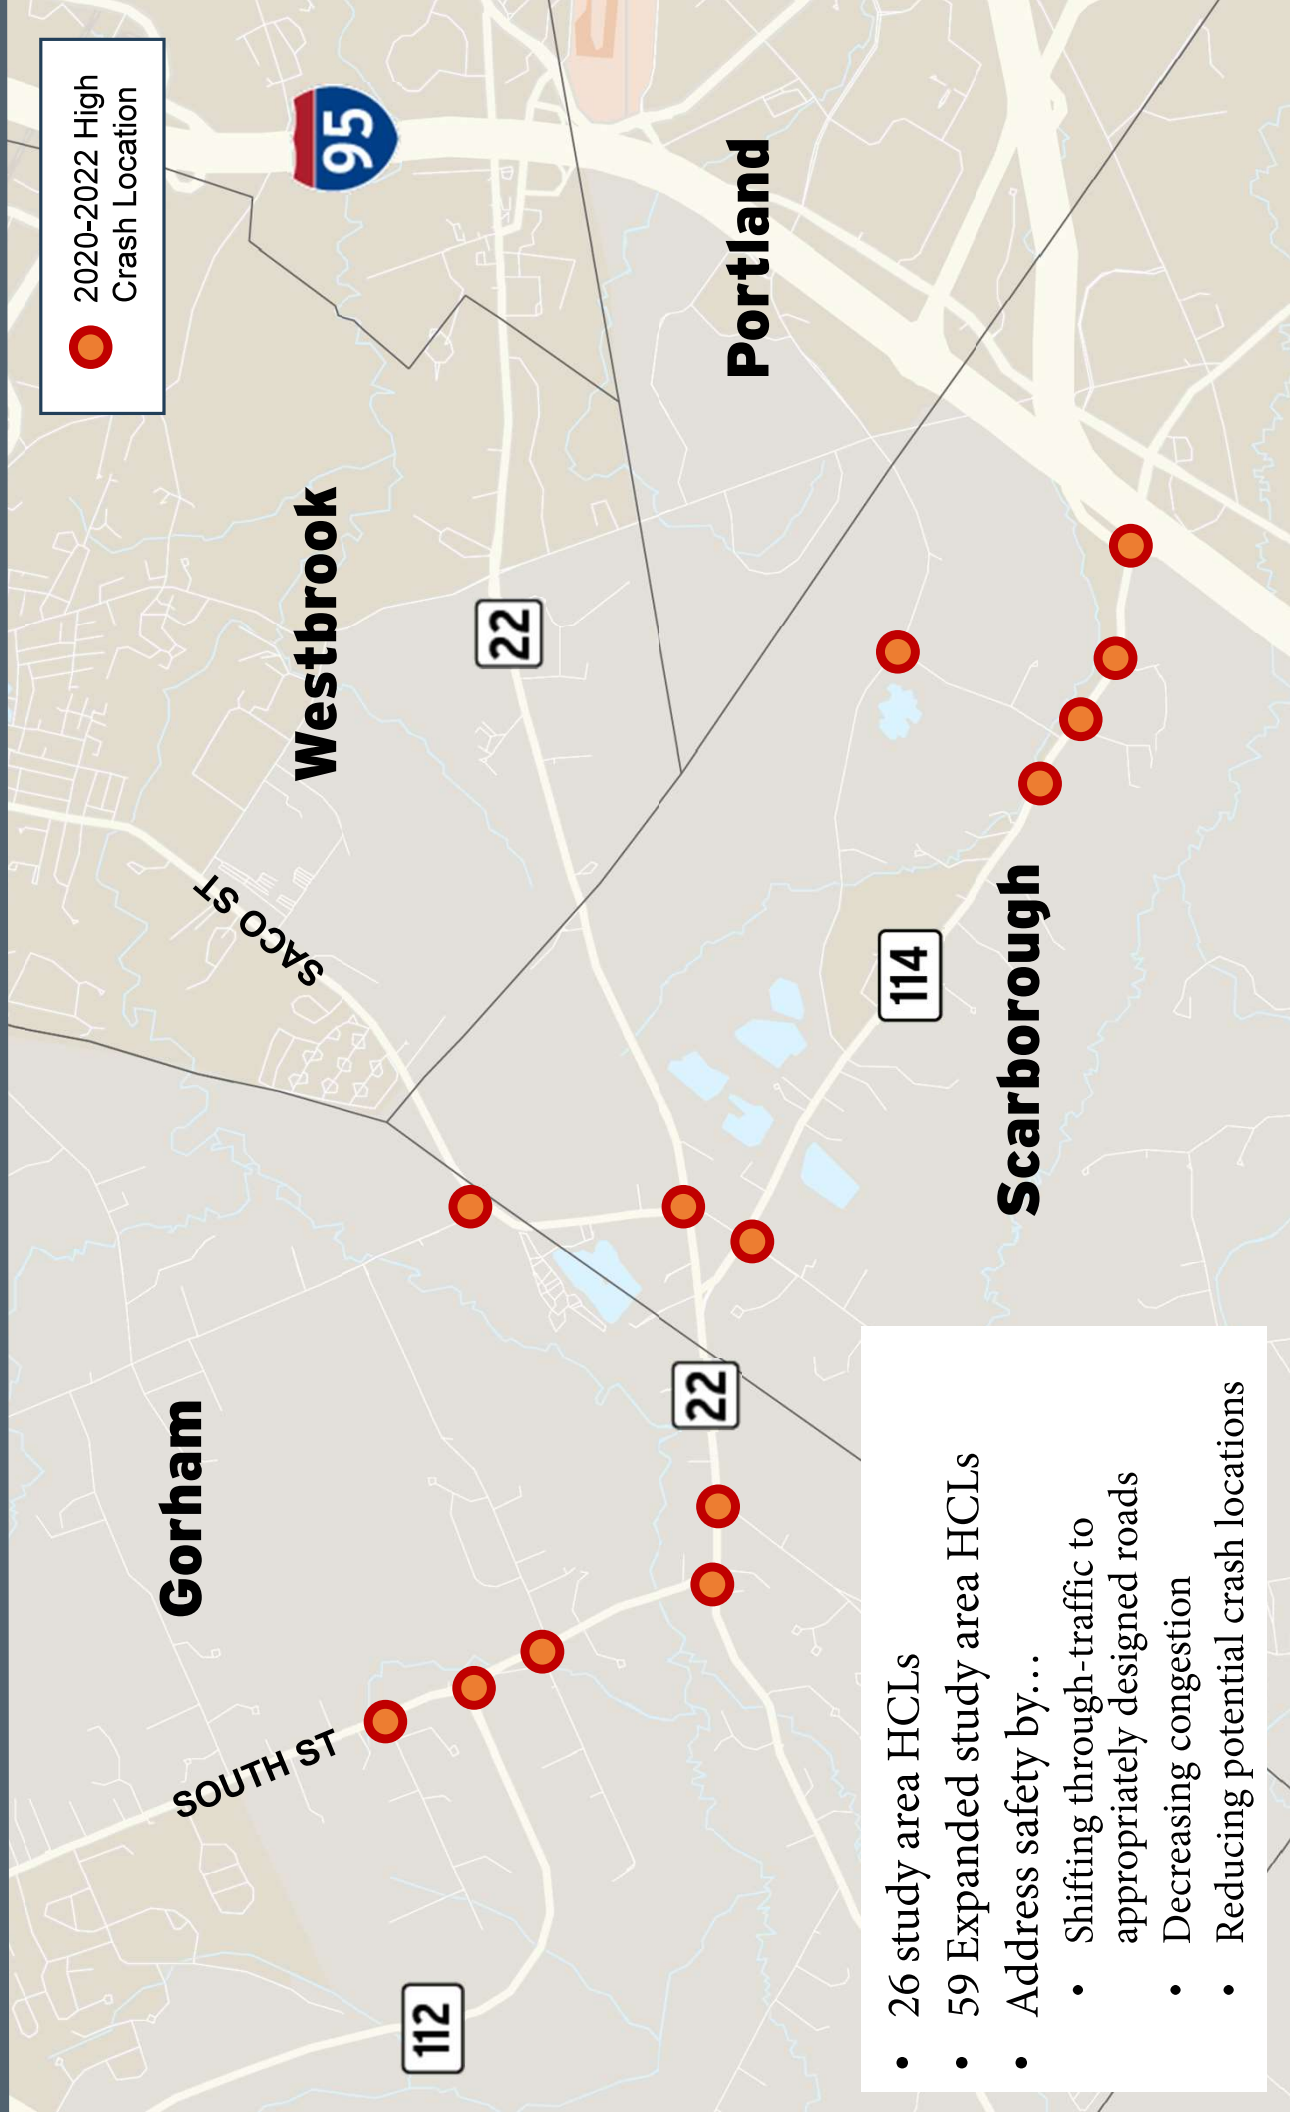 2020-2022 High
Crash Location
95
Westbrook
Portland
22
SACO ST
Gorham
114
Scarborough
22
SOUTH ST
112
• 26 study area HCLs
• 59 Expanded study area HCLs
• Address safety by…
• Shifting through-traffic to
appropriately designed roads
• Decreasing congestion
• Reducing potential crash locations